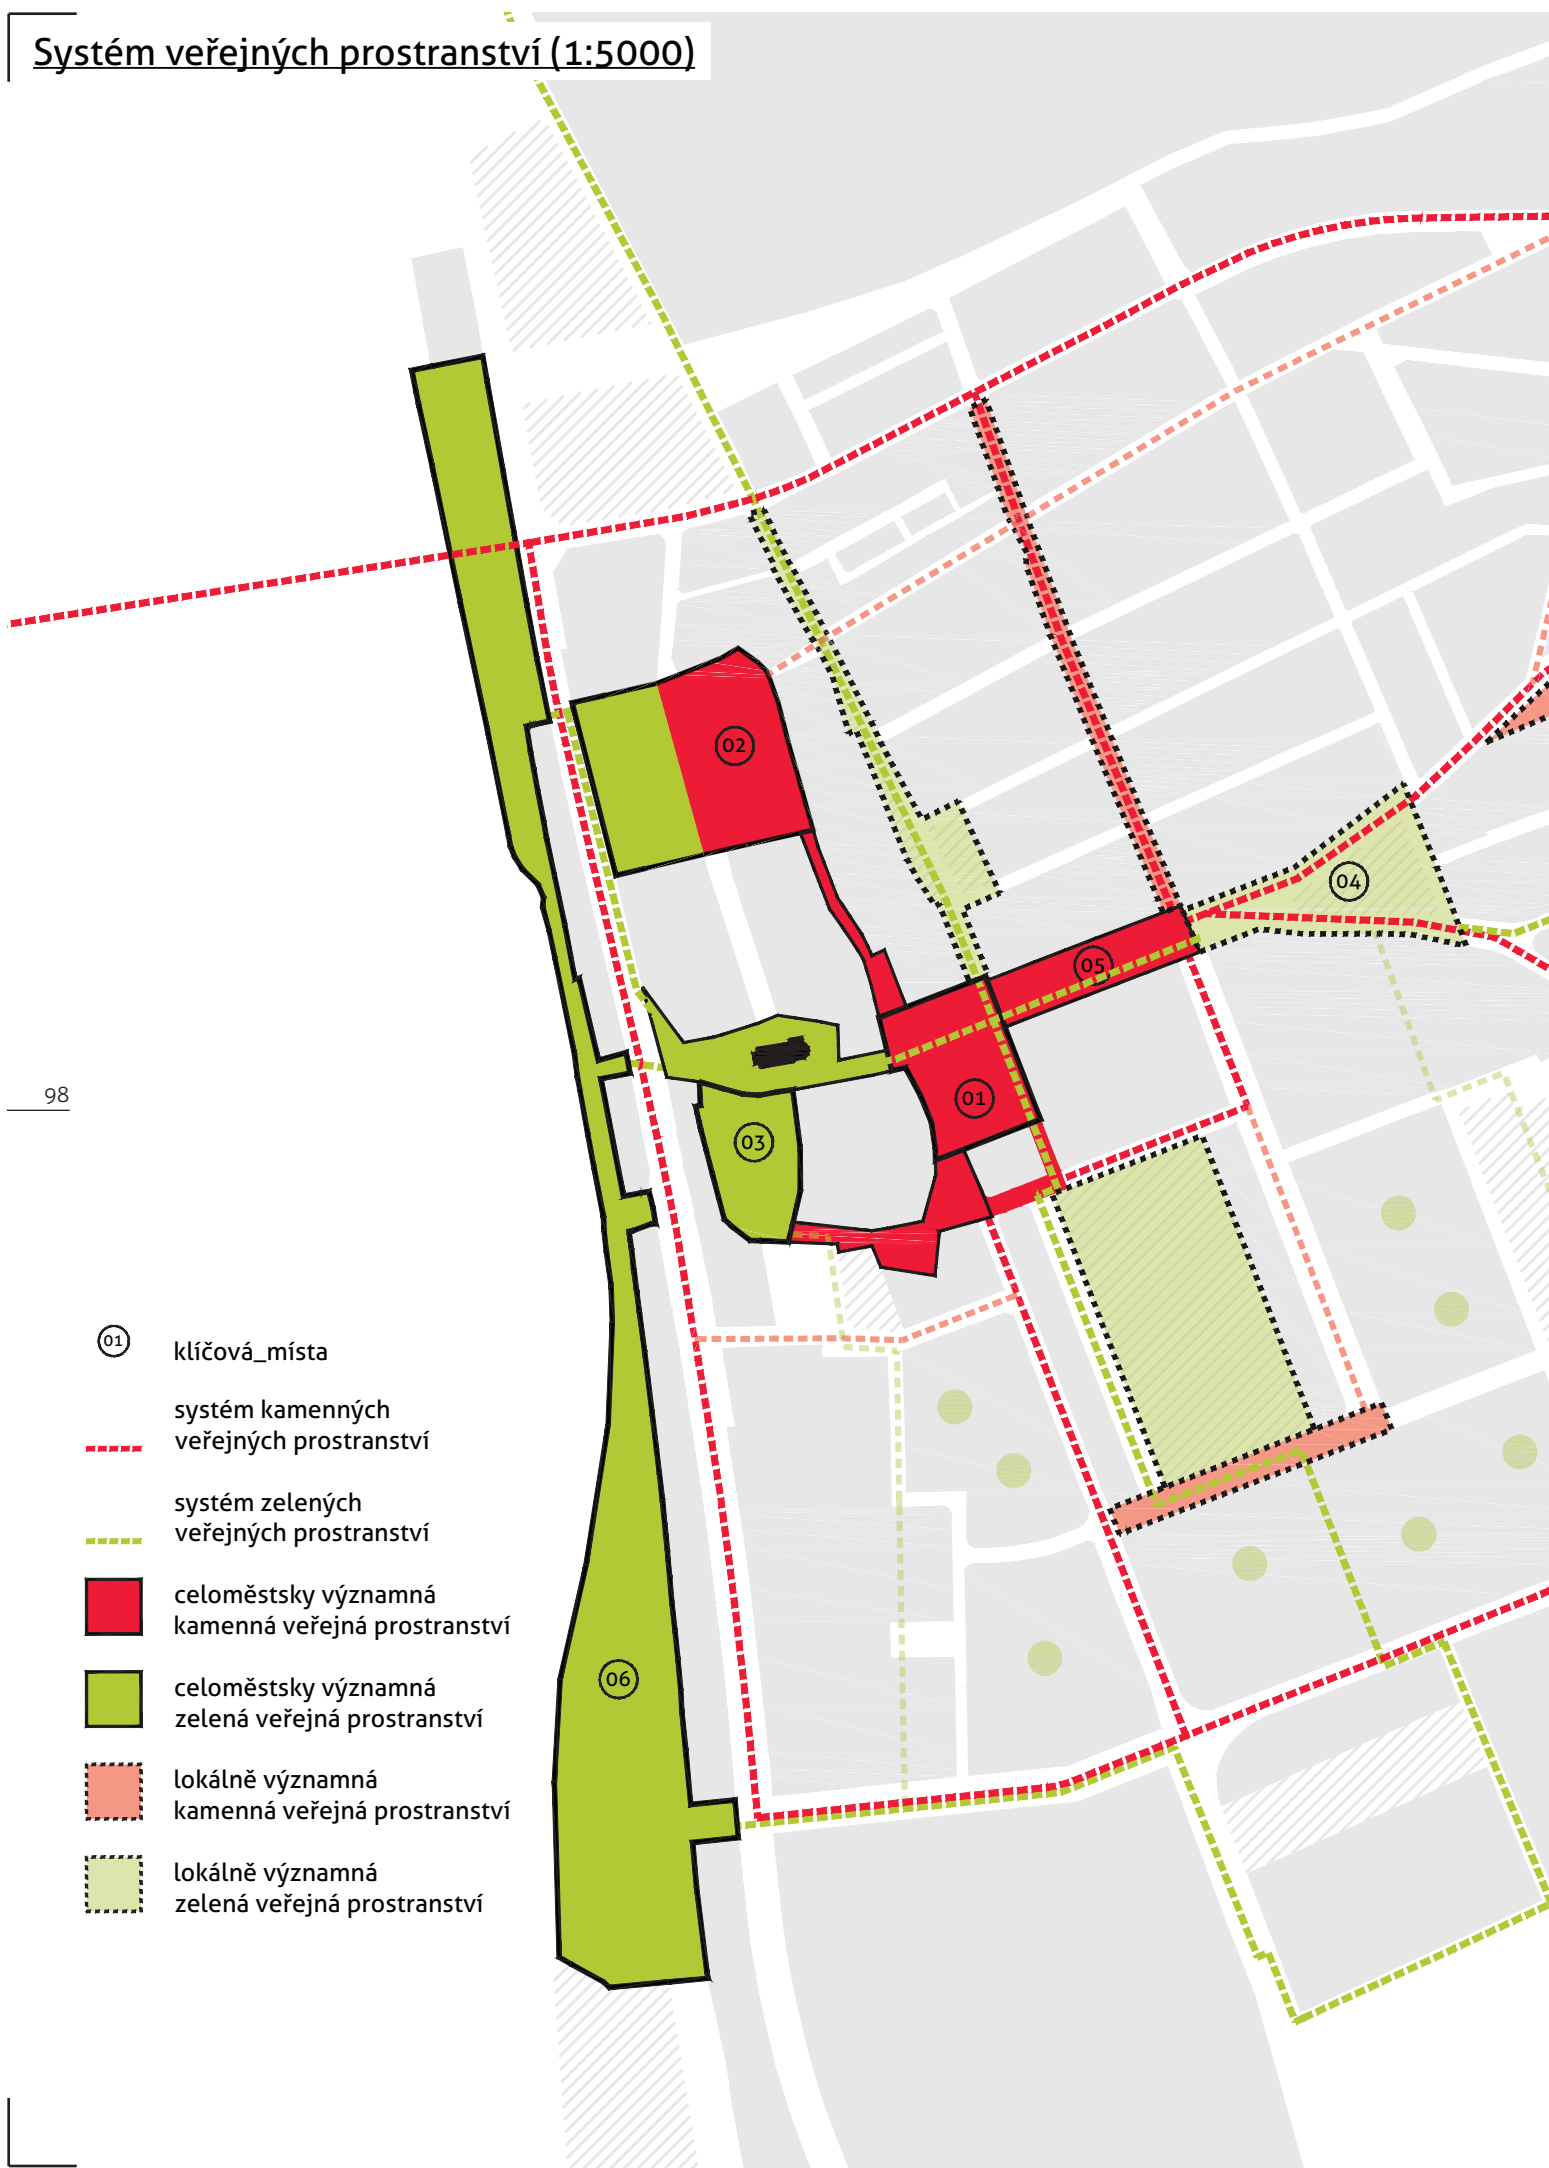 Systém veřejných prostranství (1:5000)
02
04
05
01
03
98
01
klíčová_místa
systém kamenných
veřejných prostranství
systém zelených
veřejných prostranství
celoměstsky významná
kamenná veřejná prostranství
celoměstsky významná
zelená veřejná prostranství
06
lokálně významná
kamenná veřejná prostranství
lokálně významná
zelená veřejná prostranství